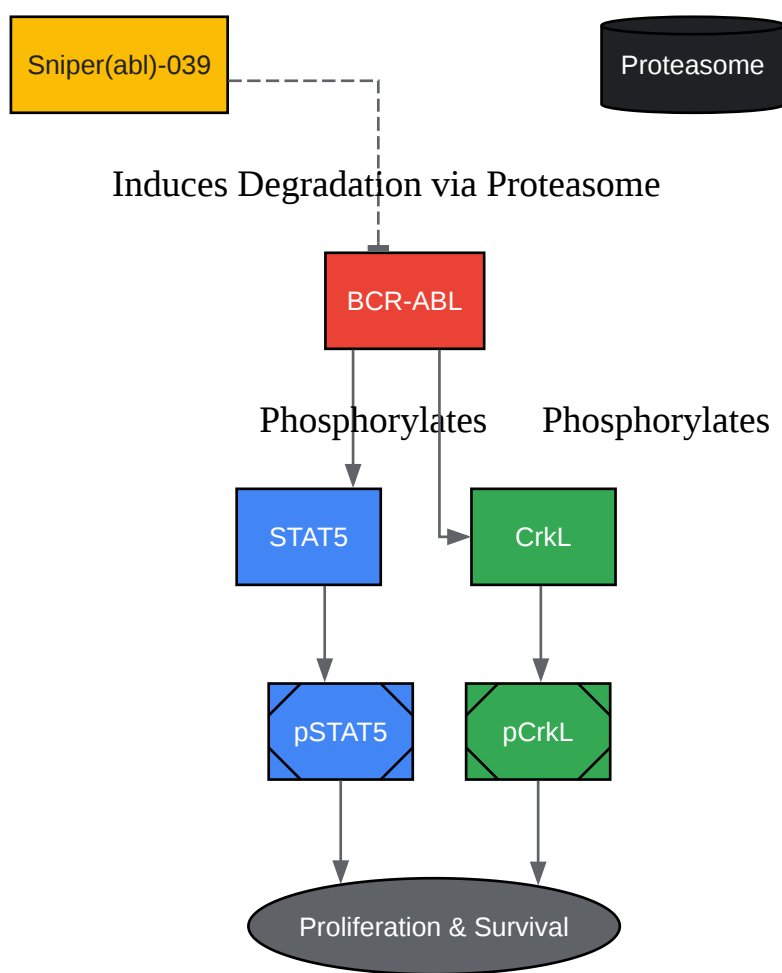 Sniper(abl)-039
Proteasome
Induces Degradation via Proteasome
BCR-ABL
Phosphorylates
Phosphorylates
STAT5
CrkL
pSTAT5
pCrkL
Proliferation & Survival